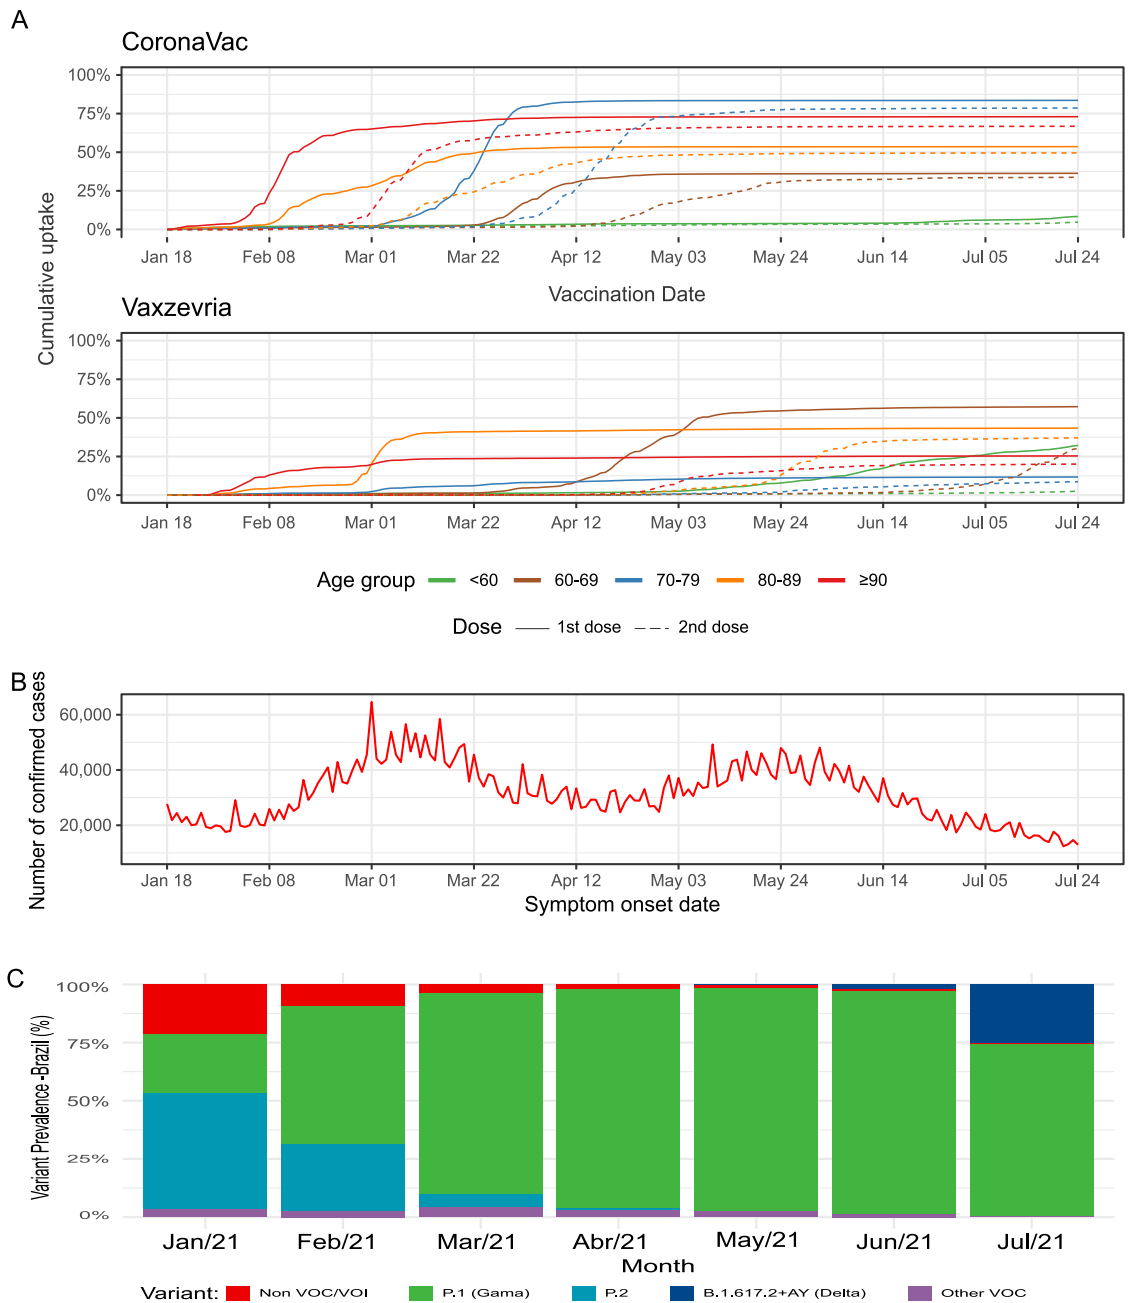 A
CoronaVac
100%
75%
50%
25%
0%
Jan 18 Feb 08 Mar 01 Mar 22 Apr 12 May 03 May 24 Jun 14 Jul 05 Jul 24
Vaccination Date
Cumulative uptake
Vaxzevria
100%
75%
50%
25%
0%
Jan 18 Feb 08 Mar 01 Mar 22 Apr 12 May 03 May 24 Jun 14 Jul 05 Jul 24
Age group <60 60-69 70-79 80-89 ≥90
Dose 1st dose 2nd dose
B
Number of confirmed cases
60,000
40,000
20,000
Jan 18 Feb 08 Mar 01 Mar 22 Apr 12 May 03 May 24 Jun 14 Jul 05 Jul 24
Symptom onset date
C
Variant Prevalence -Brazil (%)
100%
75%
50%
25%
0%
Jan/21 Feb/21 Mar/21 Abr/21 May/21 Jun/21 Jul/21
Month
Variant: Non VOC/VOI P.1 (Gama) P.2 B.1.617.2+AY (Delta) Other VOC